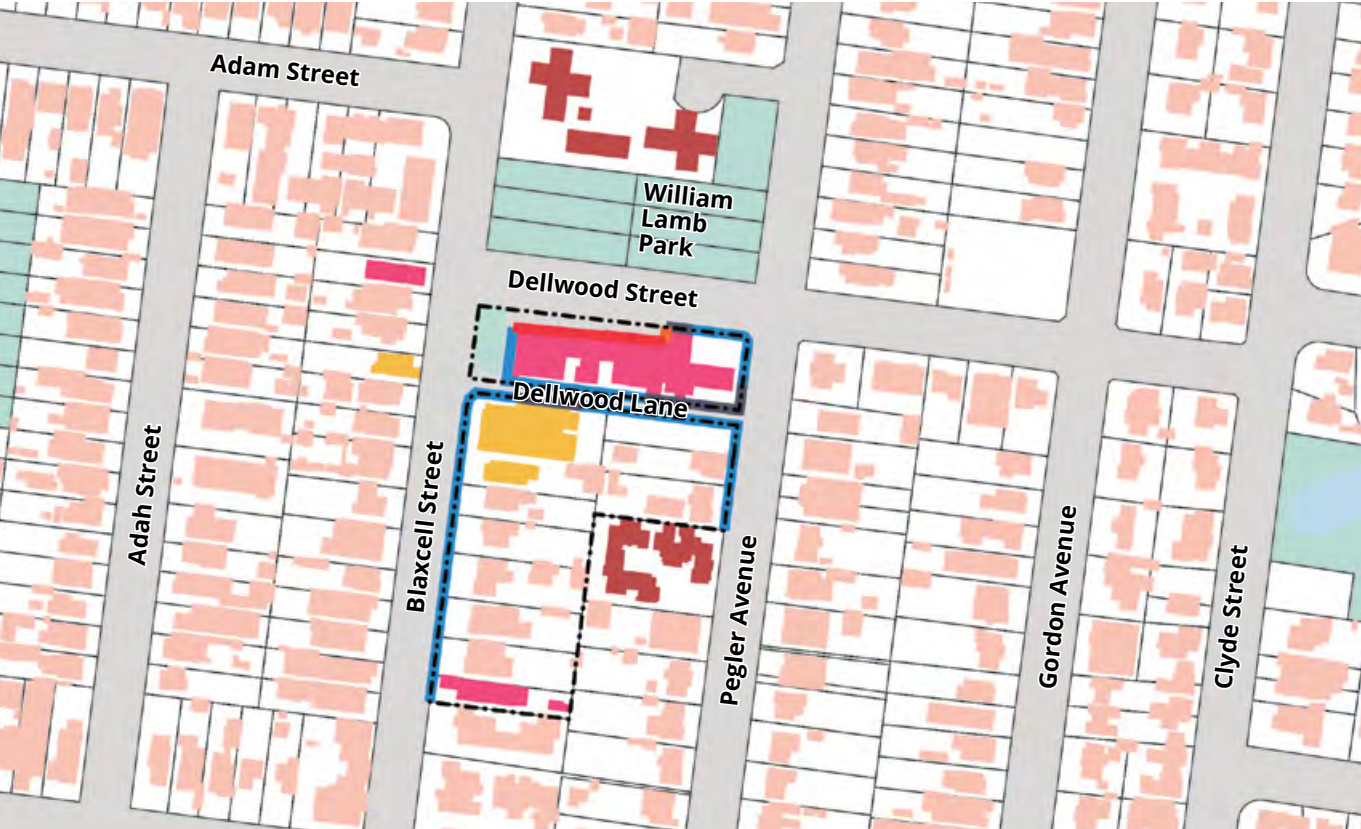 Adam Street
William
Lamb
Park
Dellwood Street
Dellwood Lane
Adah Street
Blaxcell Street
Pegler Avenue
Gordon Avenue
Clyde Street